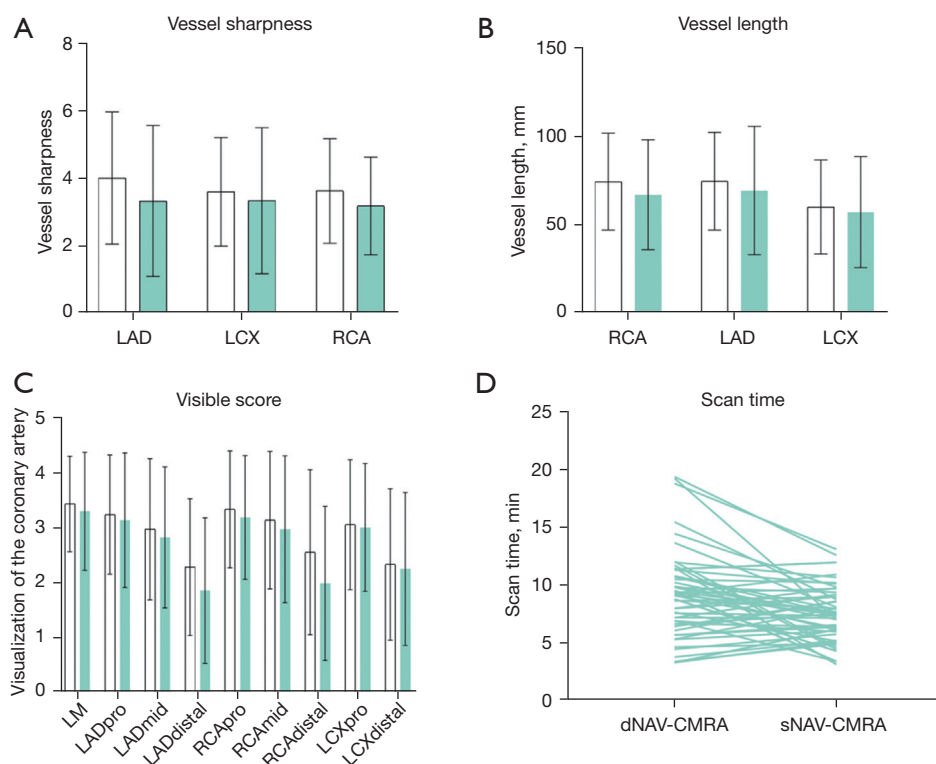 A
Vessel sharpness
8
6
4
2
0
Vessel sharpness
LAD
LCX
RCA
B
Vessel length
150
100
50
0
Vessel length, mm
RCA
LAD
LCX
C
Visible score
5
4
3
2
1
0
Visualization of the coronary artery
LM
LADpro
LADmid
LADdistal
RCApro
RCAmid
RCAdistal
LCXpro
LCXdistal
D
Scan time
25
20
15
10
5
0
Scan time, min
dNAV-CMRA
sNAV-CMRA